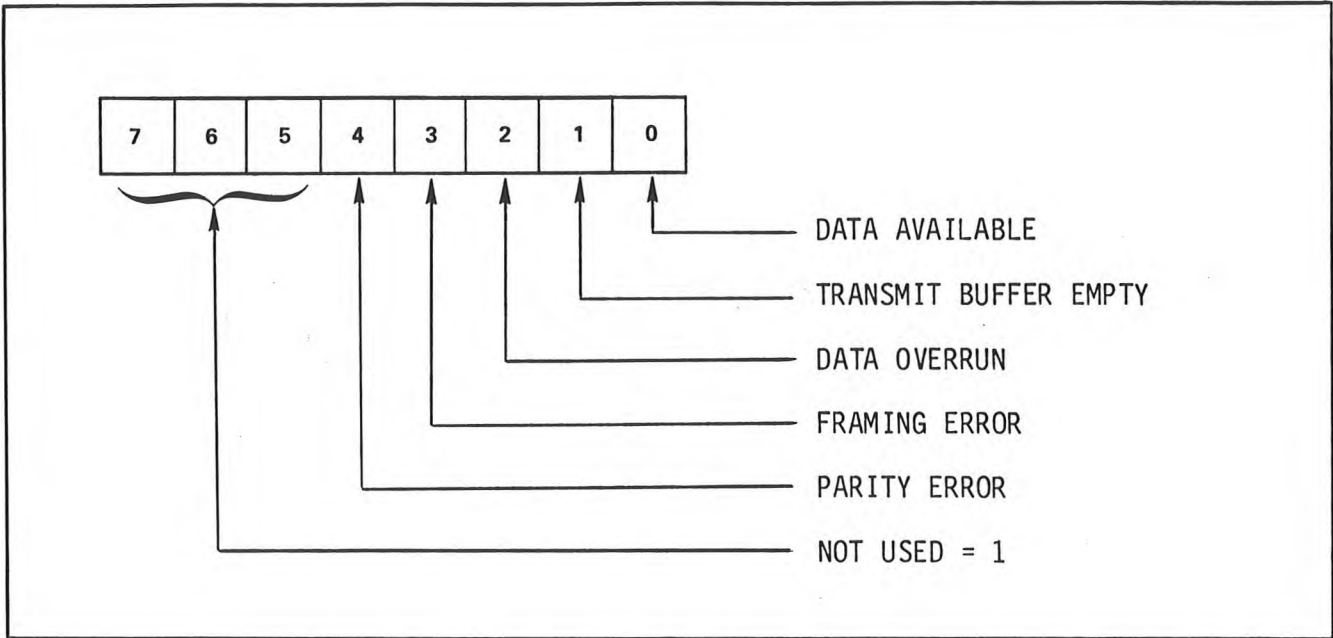 7 6 5 4 3 2 1 0
DATA AVAILABLE
TRANSMIT BUFFER EMPTY
DATA OVERRUN
FRAMING ERROR
PARITY ERROR
NOT USED = 1